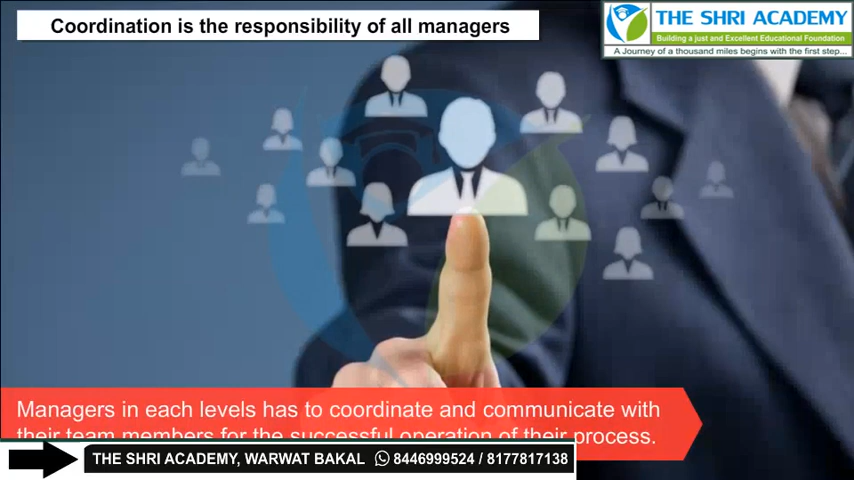 Coordination is the responsibility of all managers
THE SHRI ACADEMY
Building a just and Excellent Educational Foundation
A Journey of a thousand miles begins with the first step...
Managers in each levels has to coordinate and communicate with
their team members for the successful operation of their process.
THE SHRI ACADEMY, WARWAT BAKAL 8446999524 / 8177817138